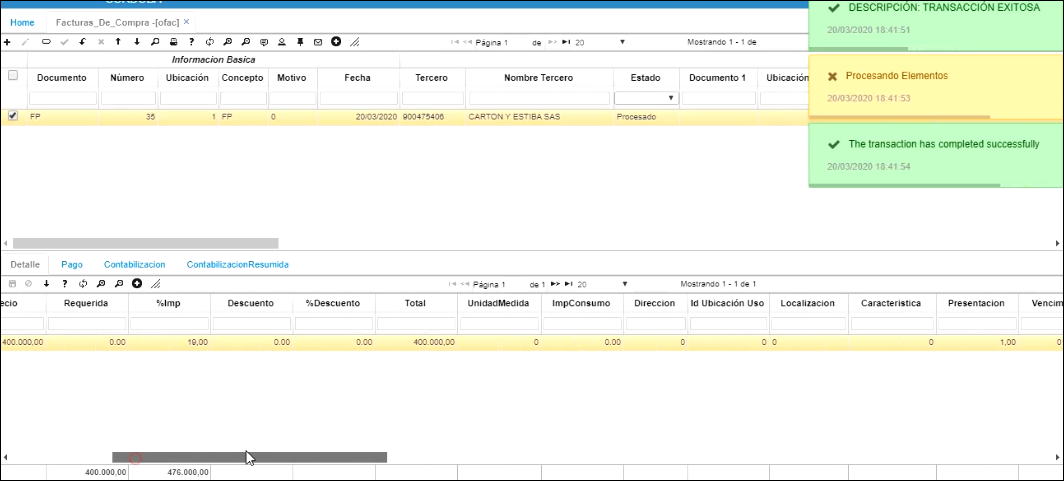 DESCRIPCIÓN: TRANSACCIÓN EXITOSA
Home Facturas_De_Compra -[ofac] ×
20/03/2020 18:41:51
Página 1 de 20 Mostrando 1 - 1 de
Informacion Basica
Documento Número Ubicación Concepto Motivo Fecha Tercero Nombre Tercero Estado Documento 1 Ubicación
Procesando Elementos
20/03/2020 18:41:53
FP 35 1 FP 0 20/03/2020 900475406 CARTON Y ESTIBA SAS Procesado
The transaction has completed successfully
20/03/2020 18:41:54
Detalle Pago Contabilizacion ContabilizacionResumida
Página 1 de 1 20 Mostrando 1 - 1 de 1
ecio Requerida %Imp Descuento %Descuento Total UnidadMedida ImpConsumo Direccion Id Ubicación Uso Localizacion Caracteristica Presentacion Vencim
400.000,00 0.00 19,00 0.00 0.00 400.000,00 0 0.00 0 0 0 0 1,00 0
400.000,00 476.000,00